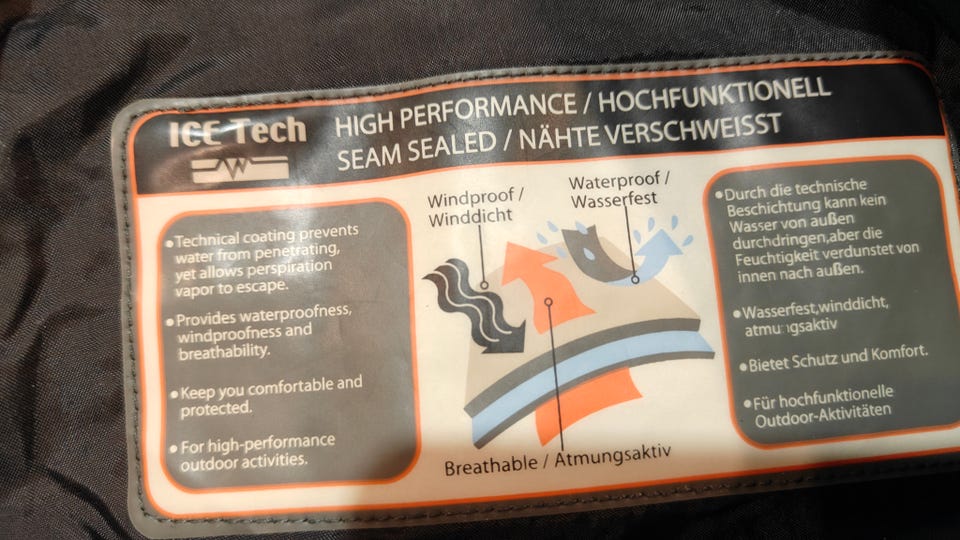 ICE Tech
HIGH PERFORMANCE / HOCHFUNKTIONELL
SEAM SEALED / NÄHTE VERSCHWEISST
•Technical coating prevents
water from penetrating,
yet allows perspiration
vapor to escape.
•Provides waterproofness,
windproofness and
breathability.
•Keep you comfortable and
protected.
•For high-performance
outdoor activities.
Windproof /
Winddicht
Waterproof /
Wasserfest
Breathable / Atmungsaktiv
•Durch die technische
Beschichtung kann kein
Wasser von außen
durchdringen,aber die
Feuchtigkeit verdunstet von
innen nach außen.
•Wasserfest,winddicht,
atmungsaktiv
•Bietet Schutz und Komfort.
•Für hochfunktionelle
Outdoor-Aktivitäten